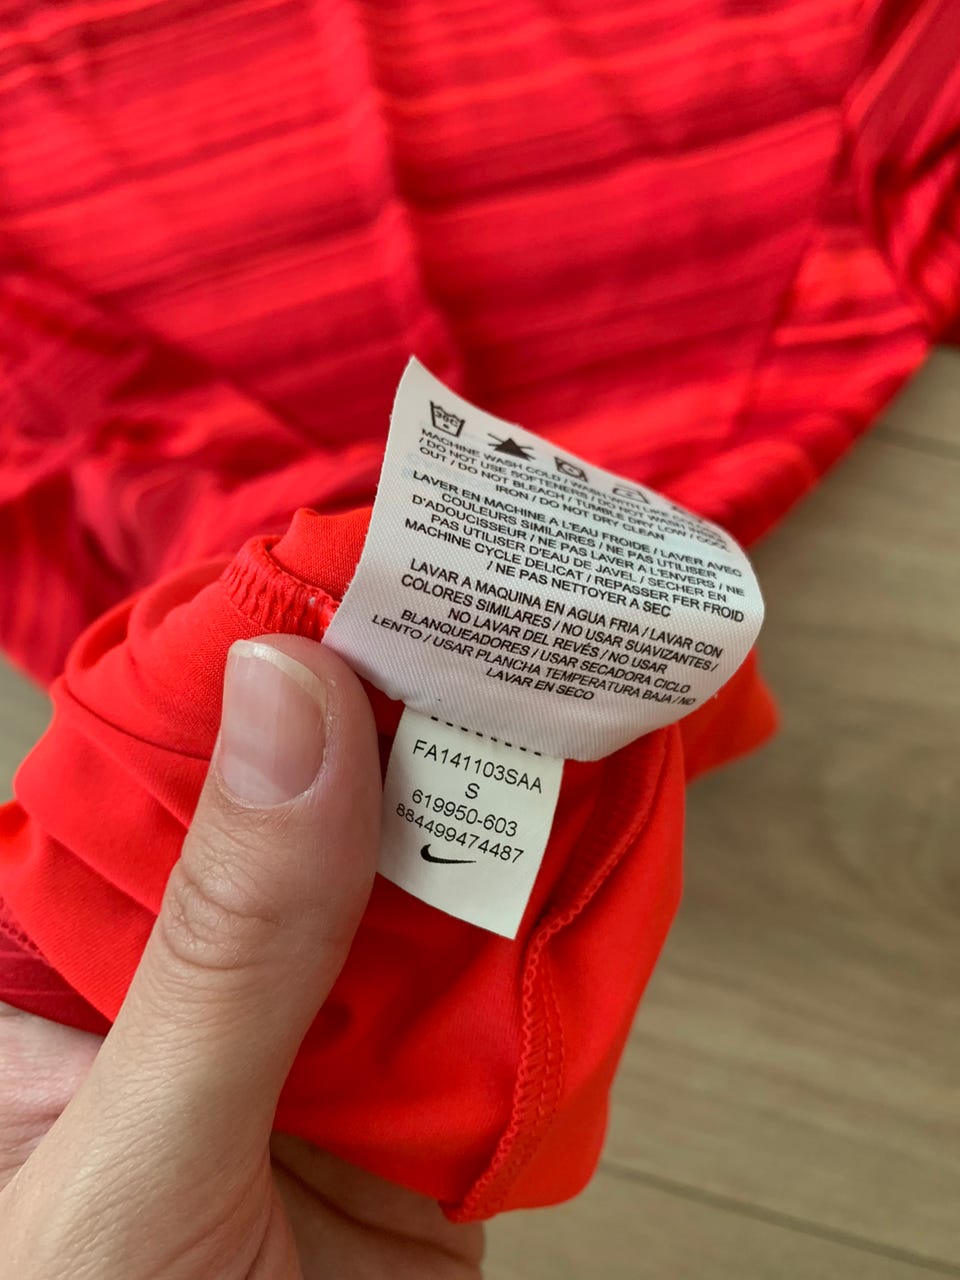 30C
MACHINE WASH COLD / WASH WITH LIKE
/ DO NOT USE SOFTENERS / DO NOT WASH
OUT / DO NOT BLEACH / TUMBLE DRY LOW / COOL
IRON / DO NOT DRY CLEAN
LAVER EN MACHINE A L'EAU FROIDE / LAVER AVEC
COULEURS SIMILAIRES / NE PAS UTILISER
D'ADOUCISSEUR / NE PAS LAVER A L'ENVERS / NE
PAS UTILISER D'EAU DE JAVEL / SECHER EN
MACHINE CYCLE DELICAT / REPASSER FER FROID
/ NE PAS NETTOYER A SEC
LAVAR A MAQUINA EN AGUA FRIA / LAVAR CON
COLORES SIMILARES / NO USAR SUAVIZANTES /
NO LAVAR DEL REVÉS / NO USAR
BLANQUEADORES / USAR SECADORA CICLO
LENTO / USAR PLANCHA TEMPERATURA BAJA / NO
LAVAR EN SECO
FA141103SAA
S
619950-603
884499474487